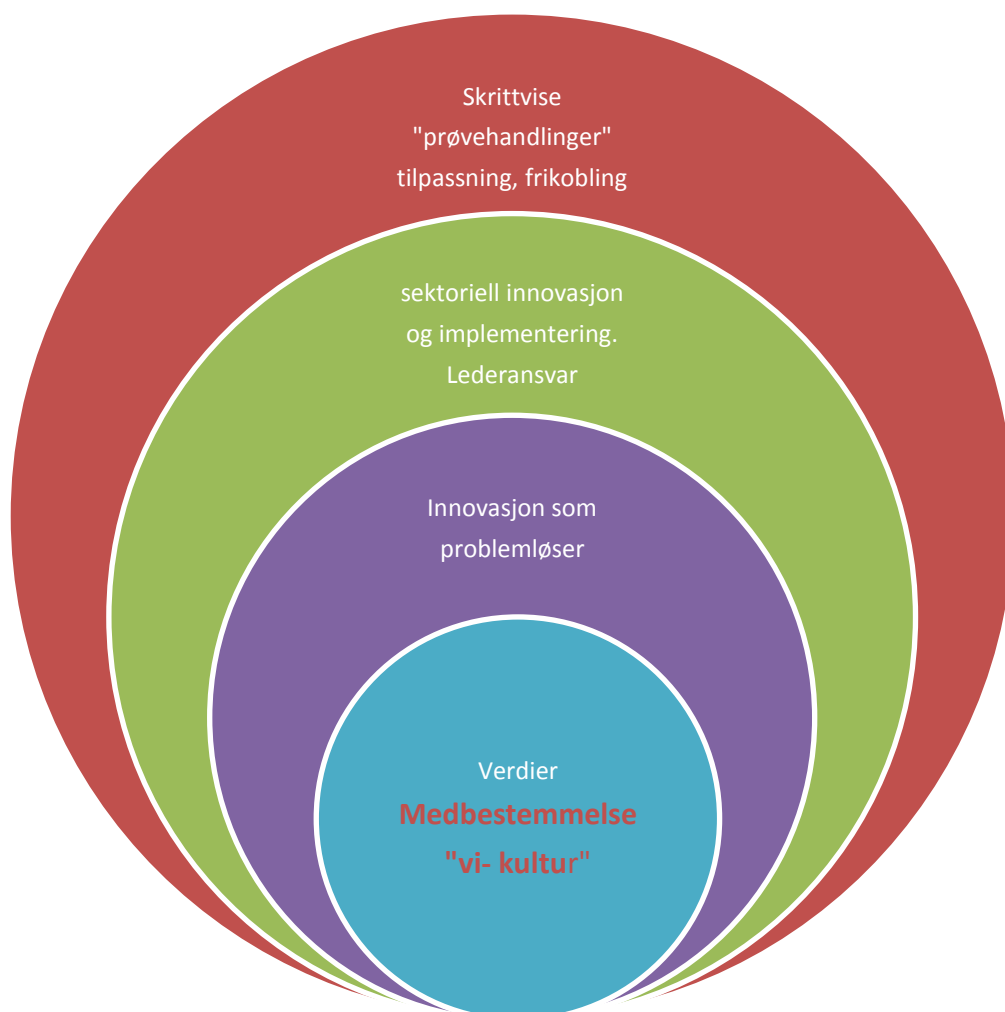 Skrittvise
"prøvehandlinger"
tilpassning, frikobling
sektoriell innovasjon
og implementering.
Lederansvar
Innovasjon som
problemløser
Verdier
Medbestemmelse
"vi- kultur"